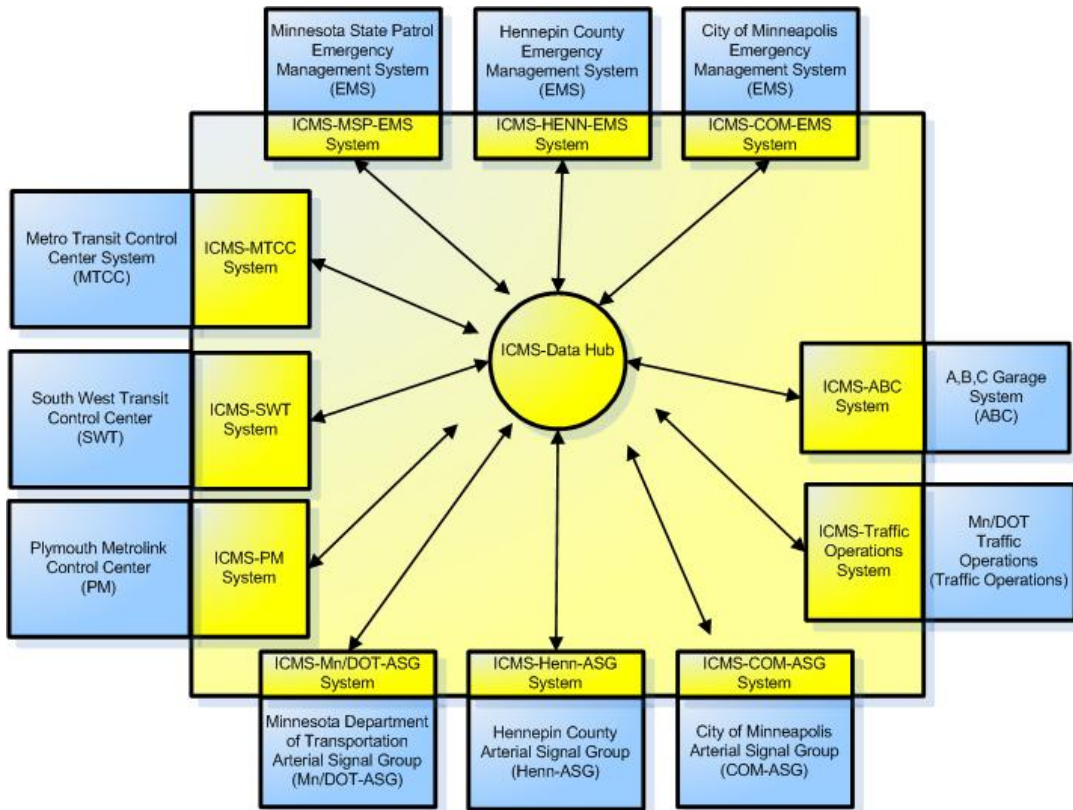 Minnesota State Patrol
Emergency
Management System
(EMS)
ICMS-MSP-EMS
System
Hennepin County
Emergency
Management System
(EMS)
ICMS-HENN-EMS
System
City of Minneapolis
Emergency
Management System
(EMS)
ICMS-COM-EMS
System
Metro Transit Control
Center System
(MTCC)
ICMS-MTCC
System
ICMS-Data Hub
South West Transit
Control Center
(SWT)
ICMS-SWT
System
ICMS-ABC
System
A,B,C Garage
System
(ABC)
Plymouth Metrolink
Control Center
(PM)
ICMS-PM
System
ICMS-Traffic
Operations
System
Mn/DOT
Traffic
Operations
(Traffic Operations)
ICMS-Mn/DOT-ASG
System
Minnesota Department
of Transportation
Arterial Signal Group
(Mn/DOT-ASG)
ICMS-Henn-ASG
System
Hennepin County
Arterial Signal Group
(Henn-ASG)
ICMS-COM-ASG
System
City of Minneapolis
Arterial Signal Group
(COM-ASG)